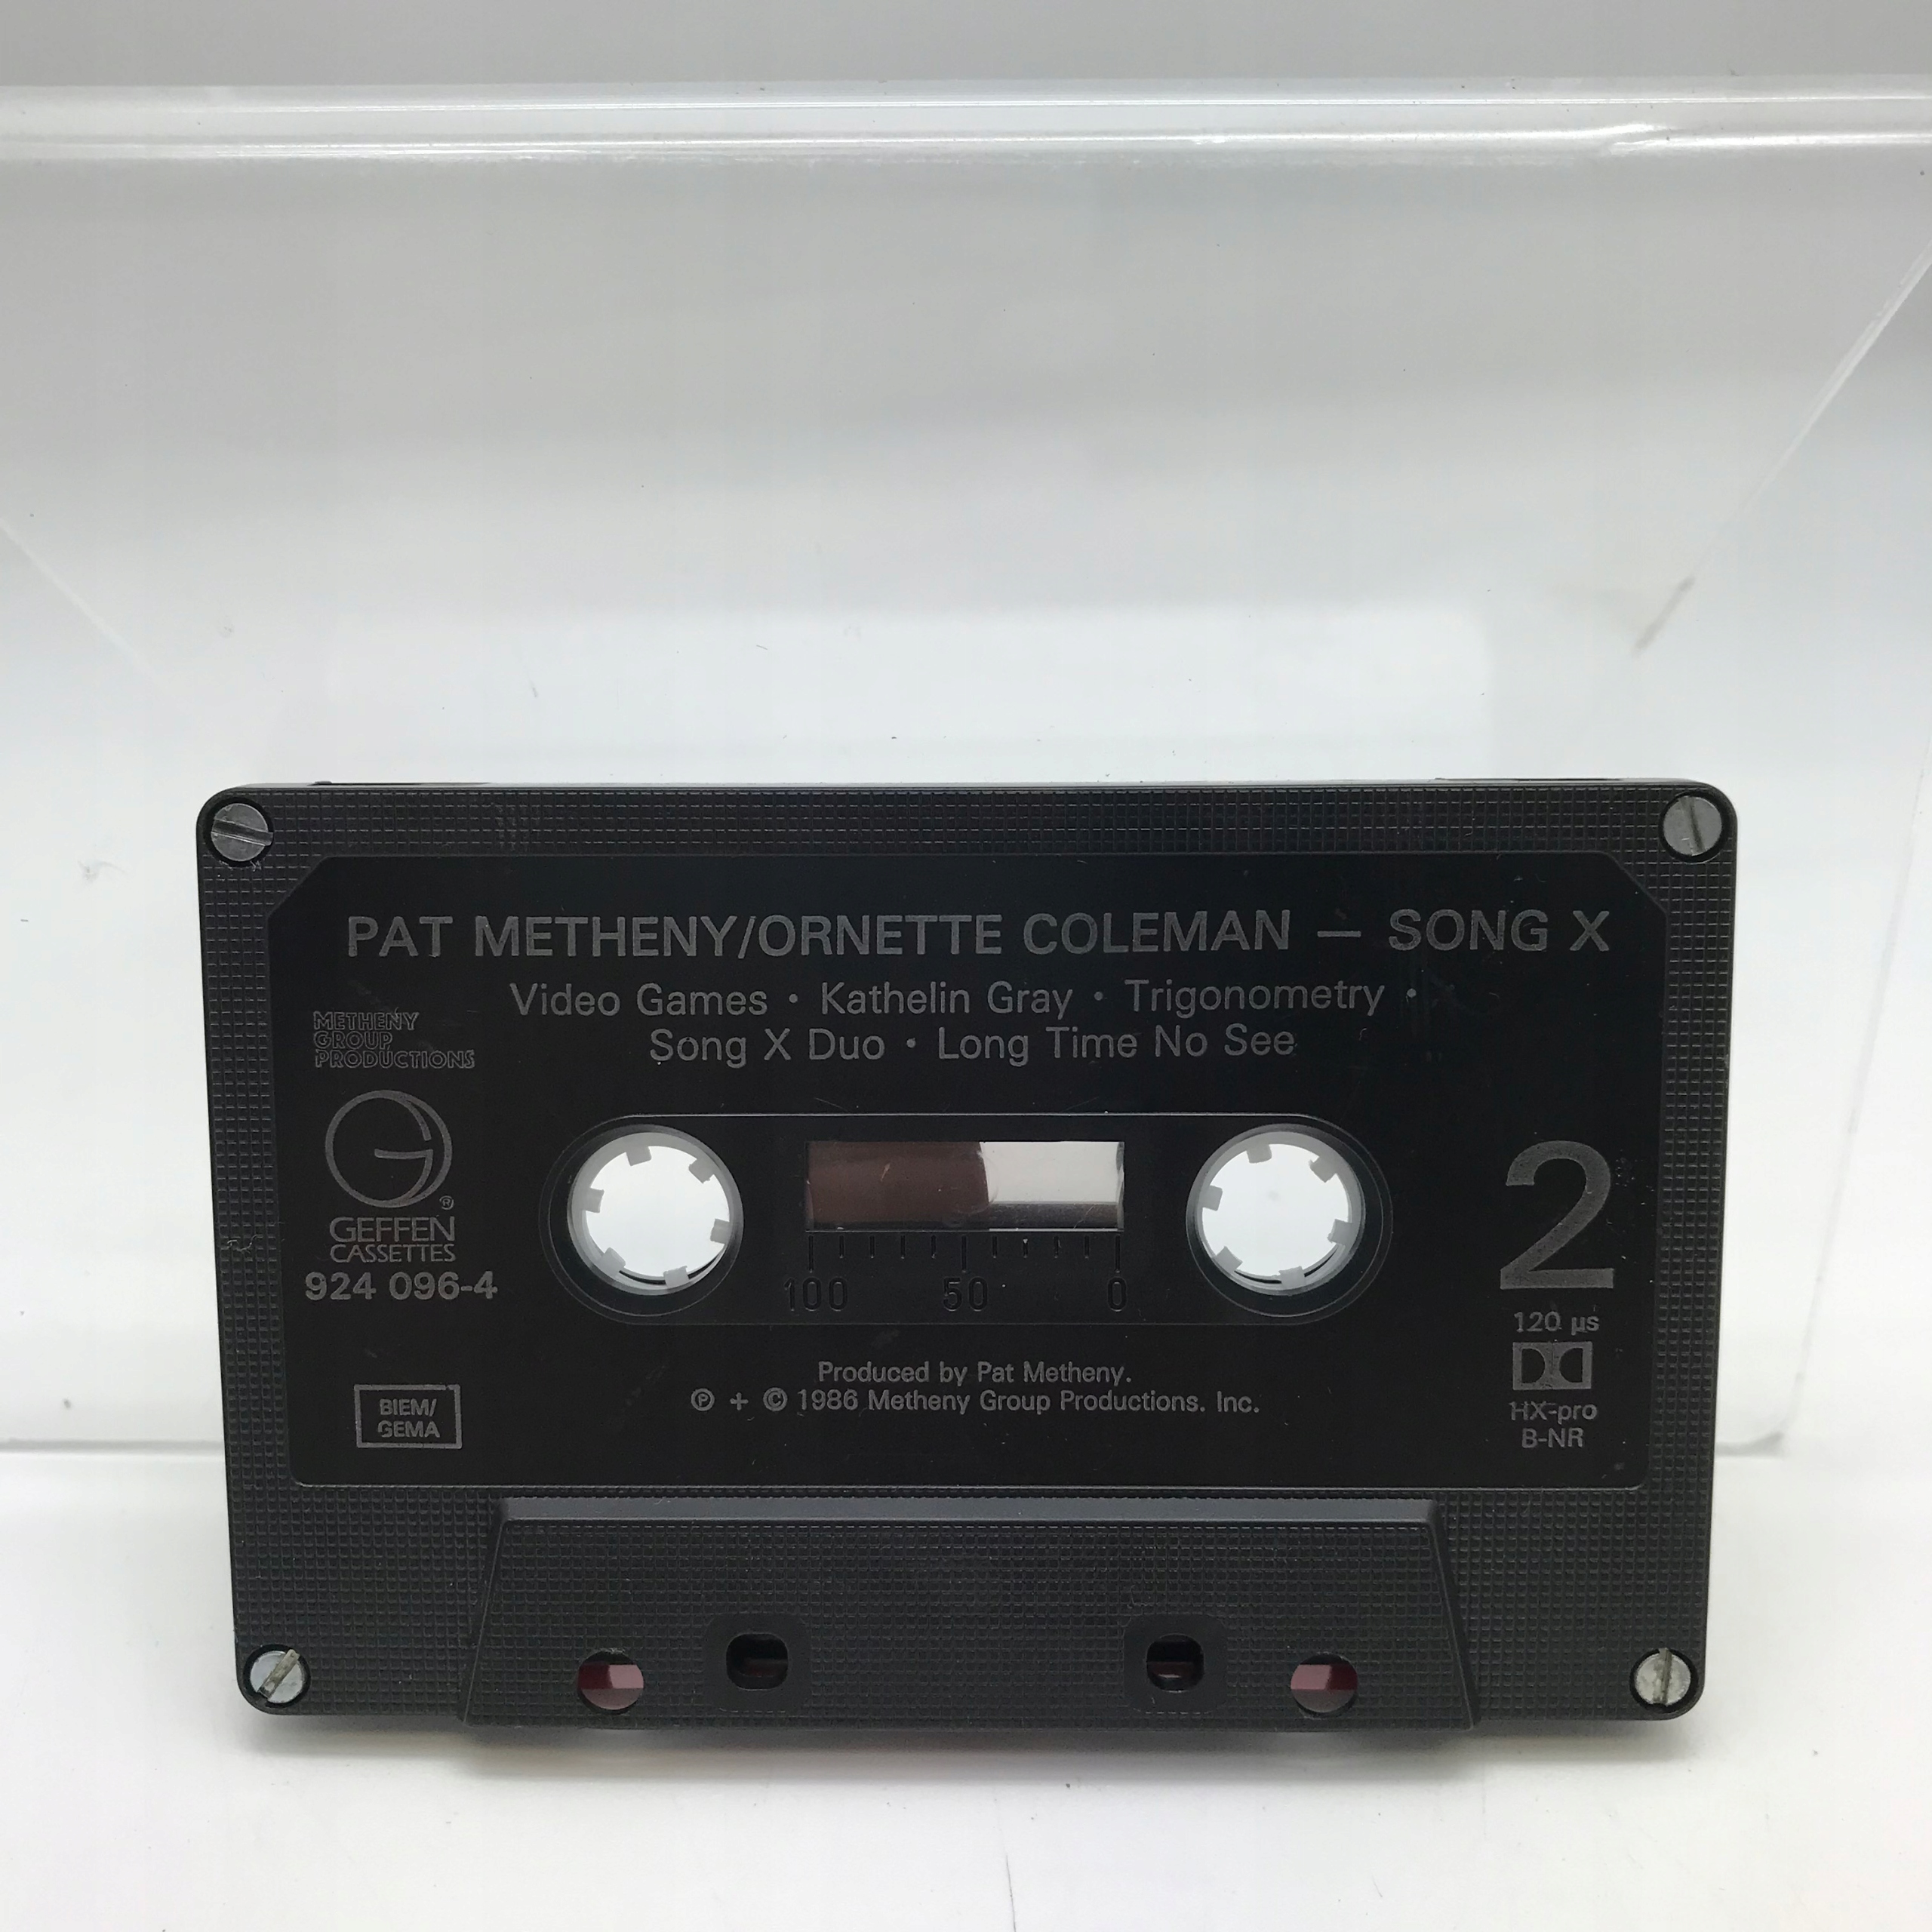 PAT METHENY/ORNETTE COLEMAN — SONG X
Video Games • Kathelin Gray • Trigonometry •
Song X Duo • Long Time No See
METHENY
GROUP
PRODUCTIONS
G
®
GEFFEN
CASSETTES
924 096-4
BIEM/
GEMA
100 50 0
Produced by Pat Metheny.
℗ + © 1986 Metheny Group Productions. Inc.
2
120 µs
HX-pro
B-NR